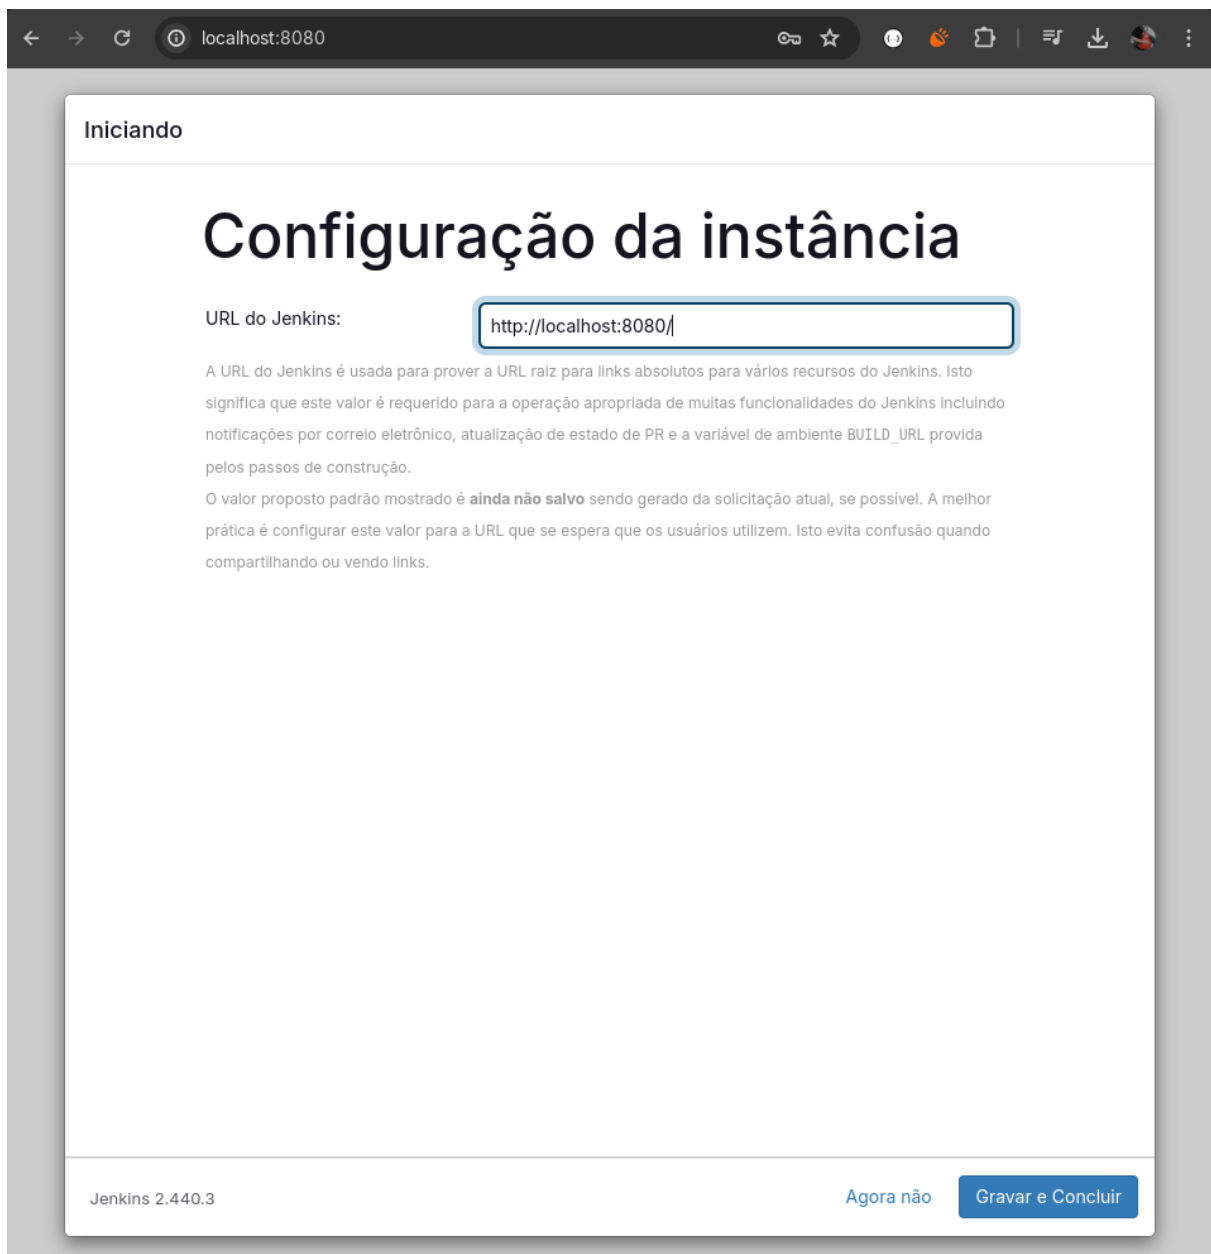 localhost:8080
Iniciando
Configuração da instância
URL do Jenkins:
http://localhost:8080/
A URL do Jenkins é usada para prover a URL raiz para links absolutos para vários recursos do Jenkins. Isto
significa que este valor é requerido para a operação apropriada de muitas funcionalidades do Jenkins incluindo
notificações por correio eletrônico, atualização de estado de PR e a variável de ambiente BUILD_URL provida
pelos passos de construção.
O valor proposto padrão mostrado é ainda não salvo sendo gerado da solicitação atual, se possível. A melhor
prática é configurar este valor para a URL que se espera que os usuários utilizem. Isto evita confusão quando
compartilhando ou vendo links.
Jenkins 2.440.3
Agora não
Gravar e Concluir